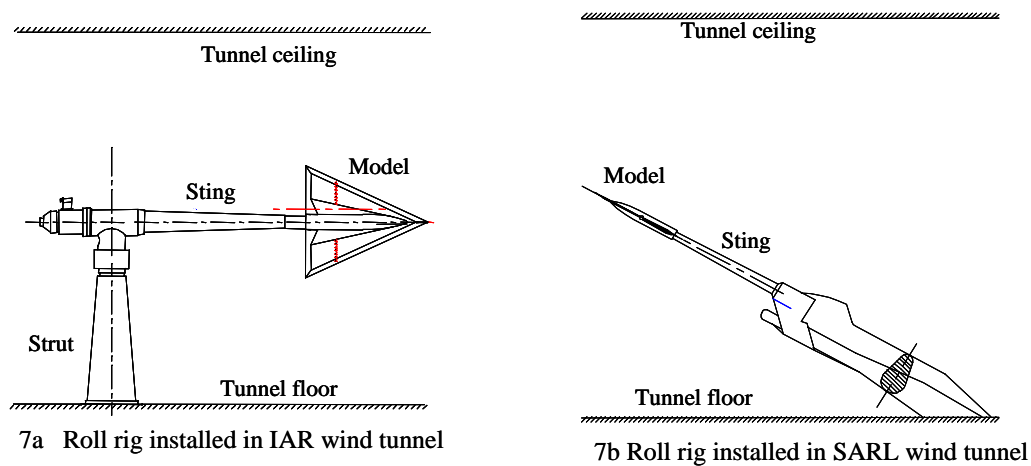 Tunnel ceiling
Model
Sting
Strut
Tunnel floor
7a Roll rig installed in IAR wind tunnel
Tunnel ceiling
Model
Sting
Tunnel floor
7b Roll rig installed in SARL wind tunnel